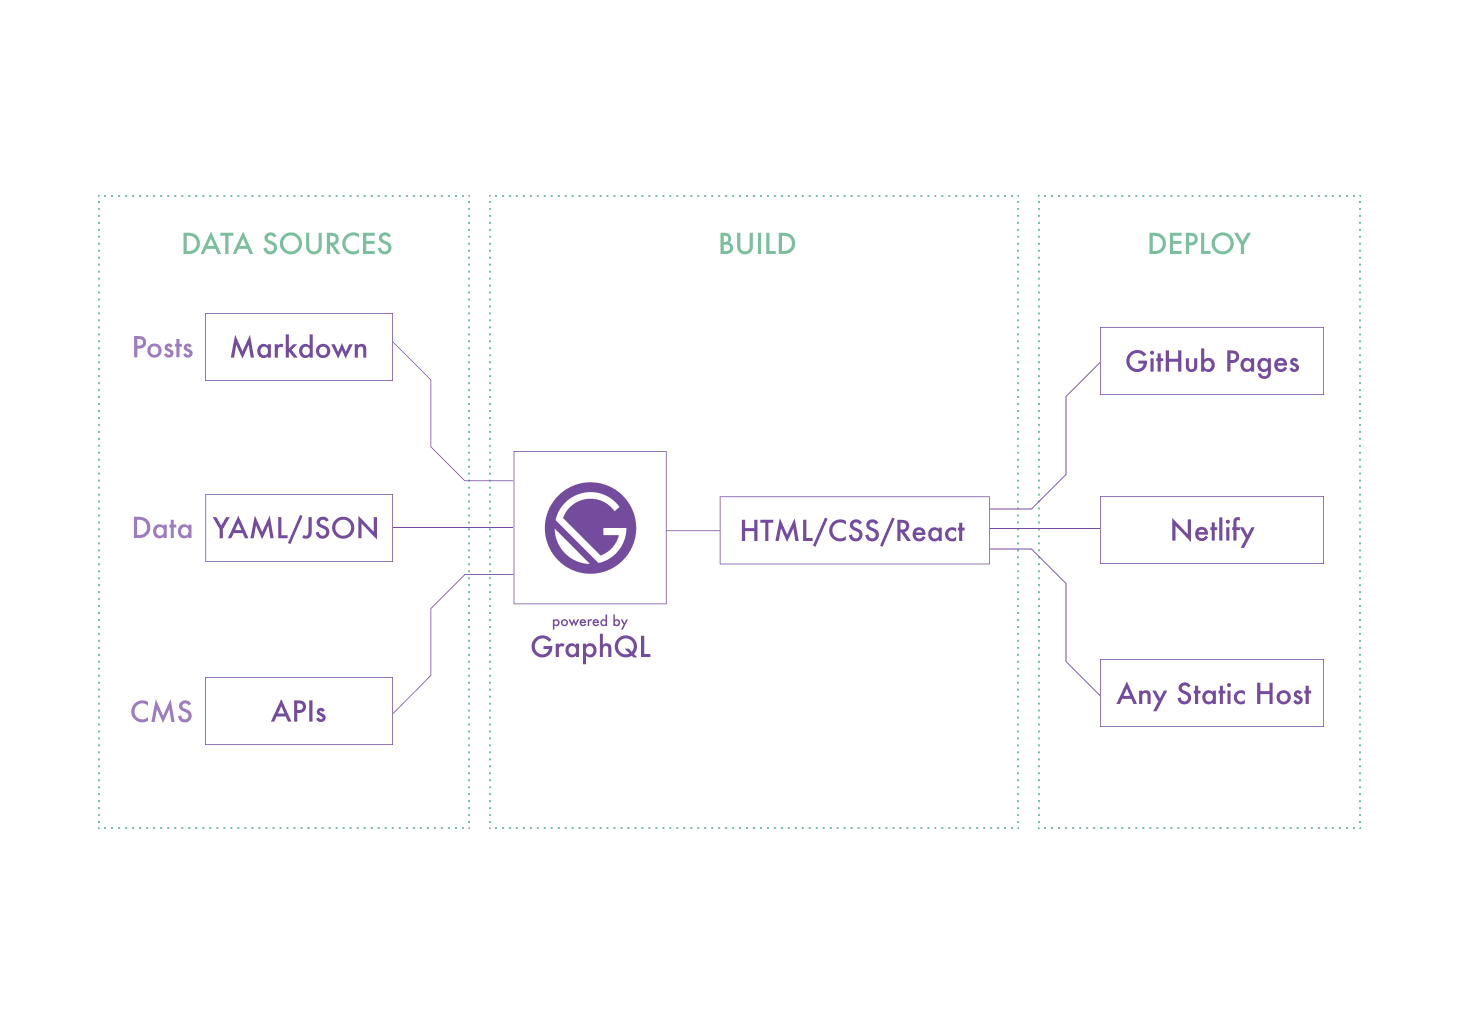 DATA SOURCES
Posts
Markdown
Data
YAML/JSON
CMS
APIs
BUILD
powered by
GraphQL
HTML/CSS/React
DEPLOY
GitHub Pages
Netlify
Any Static Host